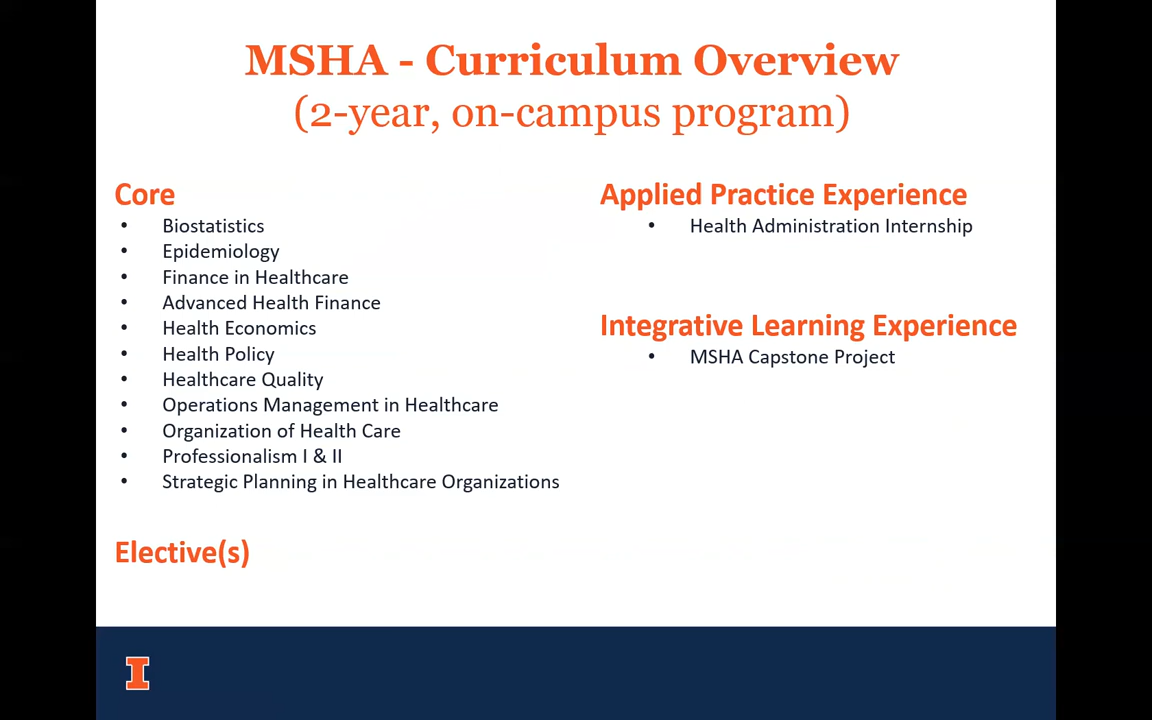 MSHA - Curriculum Overview
(2-year, on-campus program)
Core
• Biostatistics
• Epidemiology
• Finance in Healthcare
• Advanced Health Finance
• Health Economics
• Health Policy
• Healthcare Quality
• Operations Management in Healthcare
• Organization of Health Care
• Professionalism I & II
• Strategic Planning in Healthcare Organizations
Elective(s)
Applied Practice Experience
• Health Administration Internship
Integrative Learning Experience
• MSHA Capstone Project
I